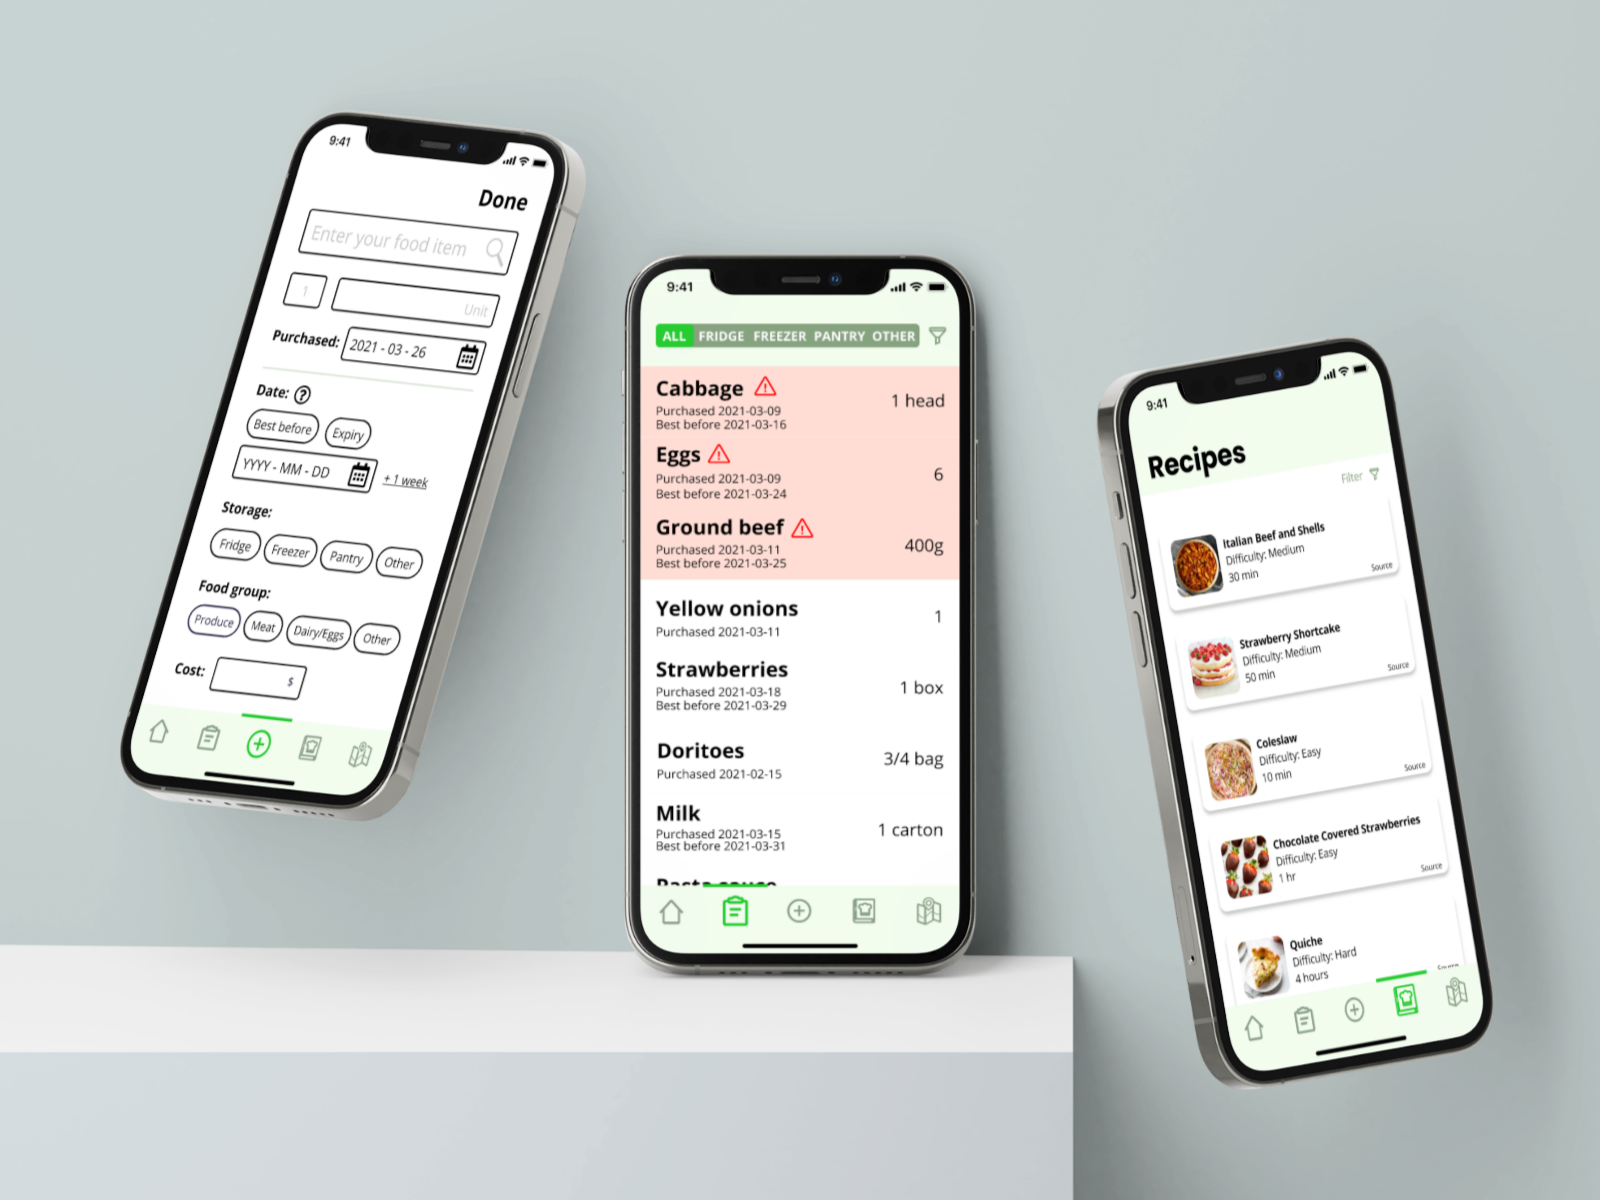 9:41
Done
Enter your food item
1
Unit
Purchased:
2021 - 03 - 26
Date: ?
Best before
Expiry
YYYY - MM - DD
+ 1 week
Storage:
Fridge
Freezer
Pantry
Other
Food group:
Produce
Meat
Dairy/Eggs
Other
Cost:
$
9:41
ALL
FRIDGE
FREEZER
PANTRY
OTHER
Cabbage
Purchased 2021-03-09
Best before 2021-03-16
1 head
Eggs
Purchased 2021-03-09
Best before 2021-03-24
6
Ground beef
Purchased 2021-03-11
Best before 2021-03-25
400g
Yellow onions
Purchased 2021-03-11
1
Strawberries
Purchased 2021-03-18
Best before 2021-03-29
1 box
Doritoes
Purchased 2021-02-15
3/4 bag
Milk
Purchased 2021-03-15
Best before 2021-03-31
1 carton
Pasta sauce
9:41
Recipes
Filter
Italian Beef and Shells
Difficulty: Medium
30 min
Source
Strawberry Shortcake
Difficulty: Medium
50 min
Source
Coleslaw
Difficulty: Easy
10 min
Source
Chocolate Covered Strawberries
Difficulty: Easy
1 hr
Source
Quiche
Difficulty: Hard
4 hours
Source